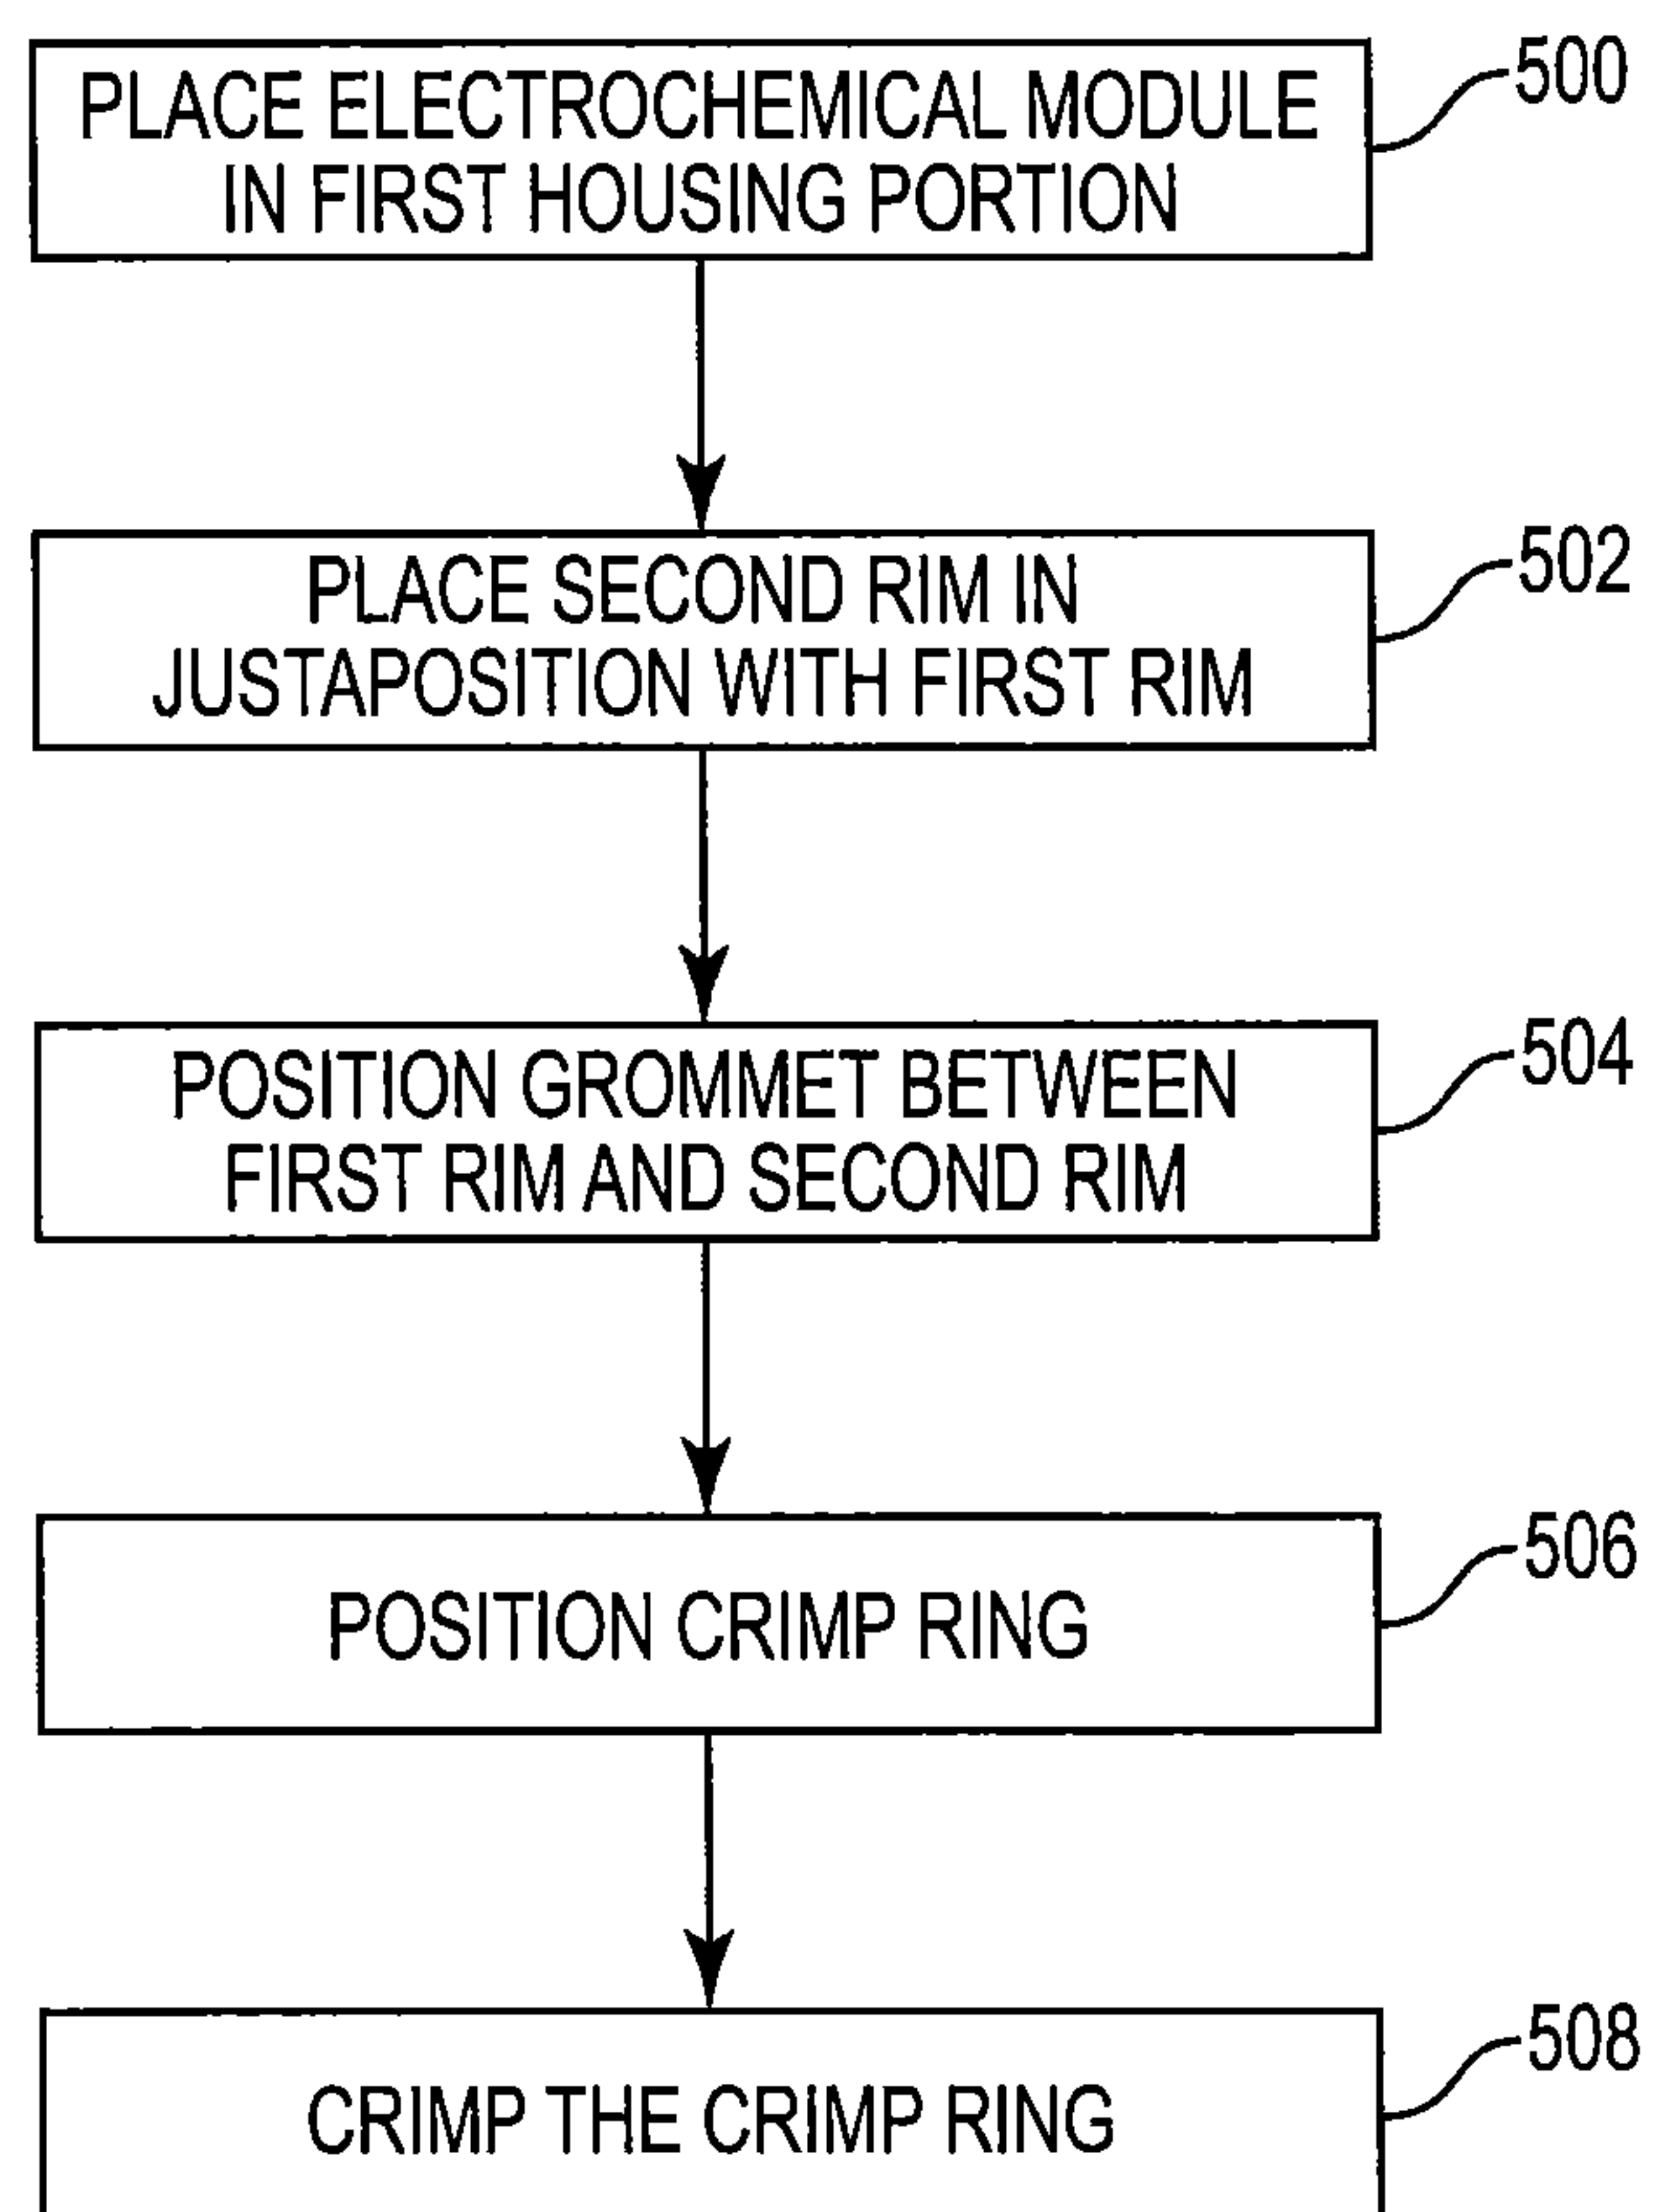 PLACE ELECTROCHEMICAL MODULE
IN FIRST HOUSING PORTION
500
PLACE SECOND RIM IN
JUSTAPOSITION WITH FIRST RIM
502
POSITION GROMMET BETWEEN
FIRST RIM AND SECOND RIM
504
POSITION CRIMP RING
506
CRIMP THE CRIMP RING
508